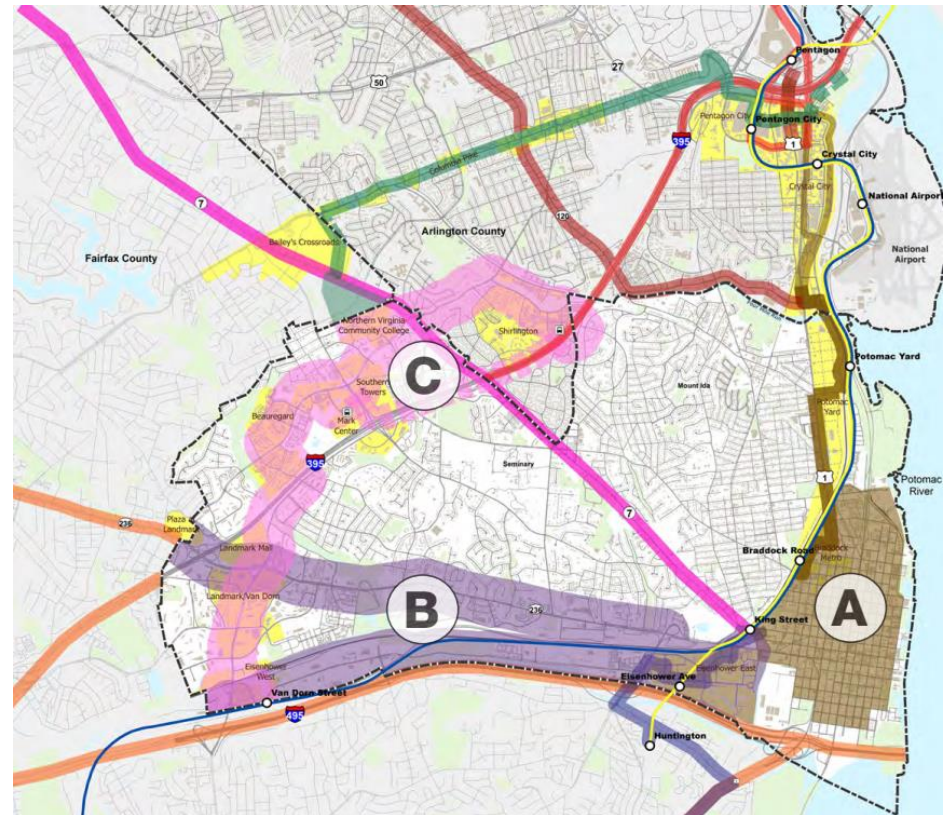 Pentagon
27
50
Pentagon City
Pentagon City
395
1
Crystal City
Crystal City
Columbia Pike
National Airport
7
120
Arlington County
Bailey's Crossroads
National
Airport
Fairfax County
Northern Virginia
Community College
Shirlington
C
Potomac Yard
Southern
Towers
Mount Ida
Beauregard
Mark
Center
Potomac
Yard
395
Seminary
1
Potomac
River
7
Plaza
Landmark
236
Landmark Mall
Braddock Road
Braddock
Metro
Landmark/Van Dorn
B
236
A
King Street
Eisenhower East
Eisenhower
West
Eisenhower Ave
Van Dorn Street
495
Huntington